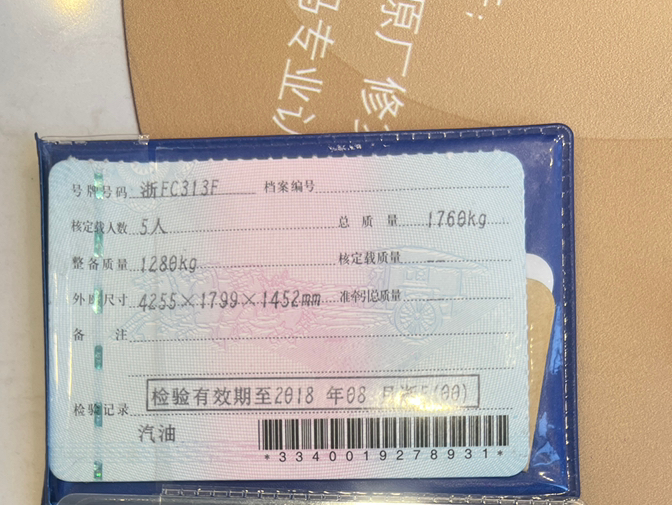 原厂修
马专业认
号牌号码 浙FC313F 档案编号
核定载人数 5人 总质量 1760kg
整备质量 1280kg 核定载质量 --
外廓尺寸 4255×1799×1452mm 准牵引总质量 --
备注
检验记录 检验有效期至2018 年08 月浙F(00)
汽油
*3340019278931*